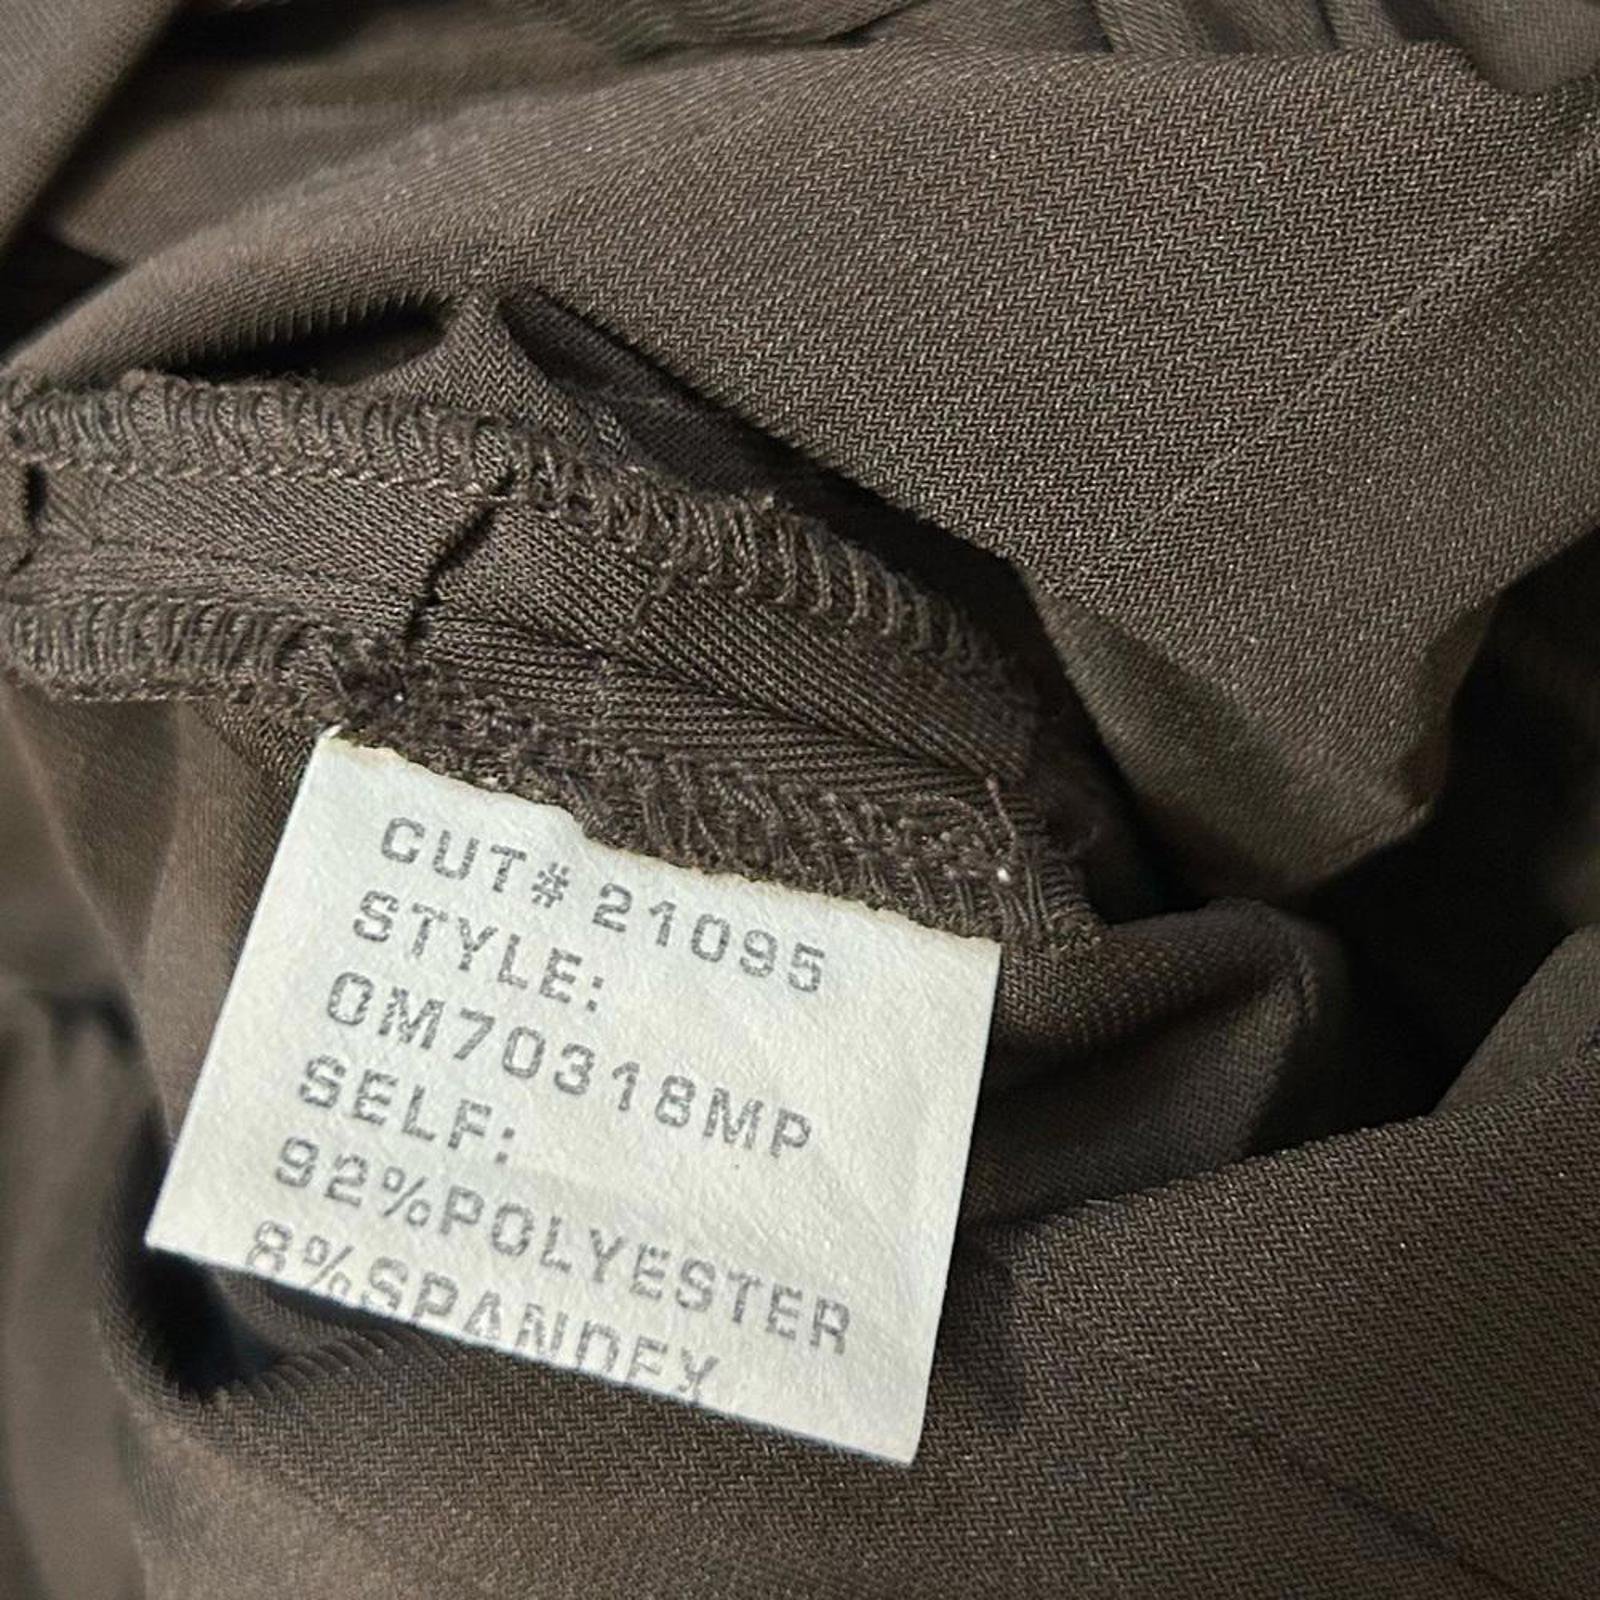 CUT# 21095
STYLE:
OM70318MP
SELF:
92%POLYESTER
8%SPANDEX